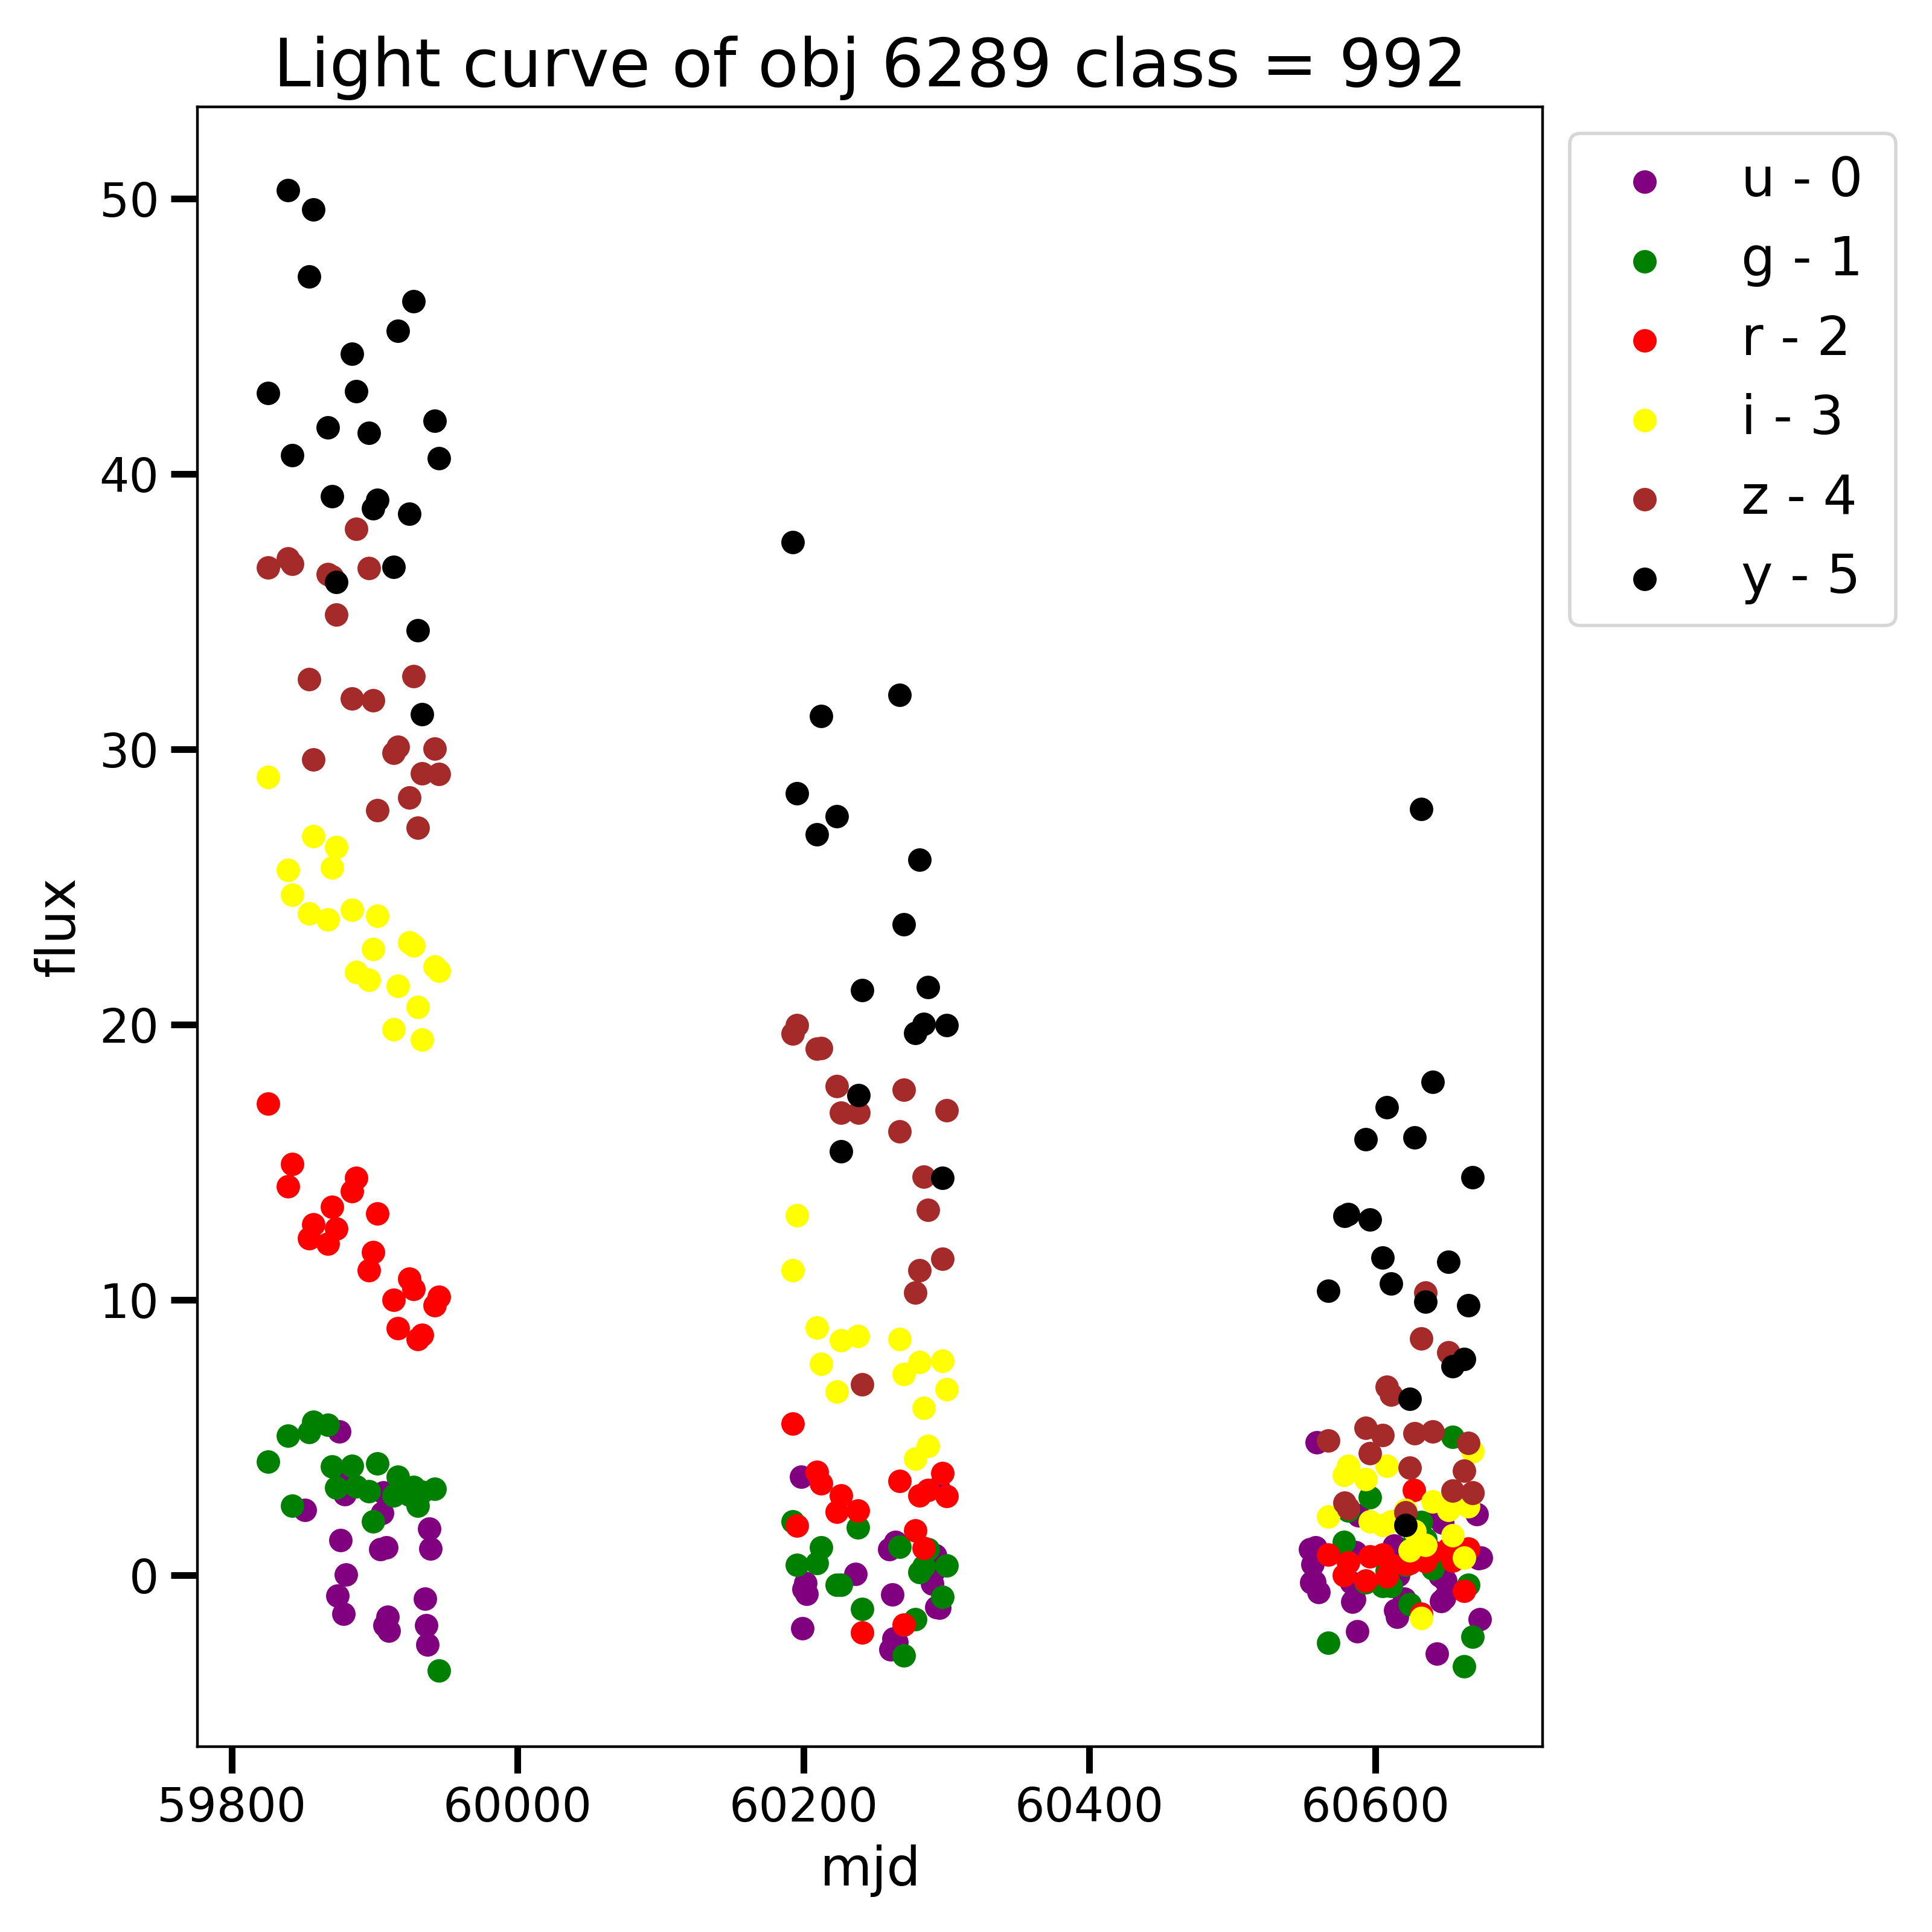 Light curve of obj 6289 class = 992
50
40
30
20
10
0
flux
59800 60000 60200 60400 60600
mjd
u - 0
g - 1
r - 2
i - 3
z - 4
y - 5